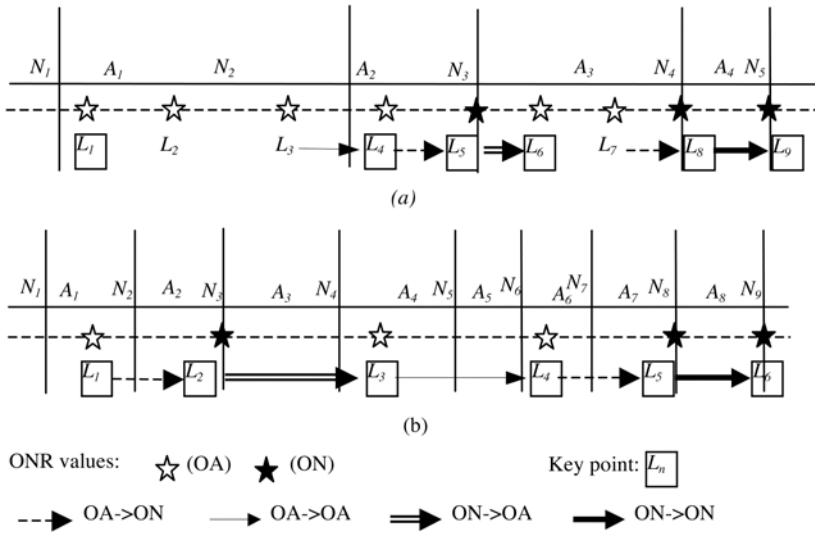 N1 A1 N2 A2 N3 A3 N4 A4 N5
L1 L2 L3 L4 L5 L6 L7 L8 L9
(a)
N1 A1 N2 A2 N3 A3 N4 A4 N5 A5 N6 A6 N7 A7 N8 A8 N9
L1 L2 L3 L4 L5 L6
(b)
ONR values: (OA) (ON) Key point: Ln
OA->ON OA->OA ON->OA ON->ON